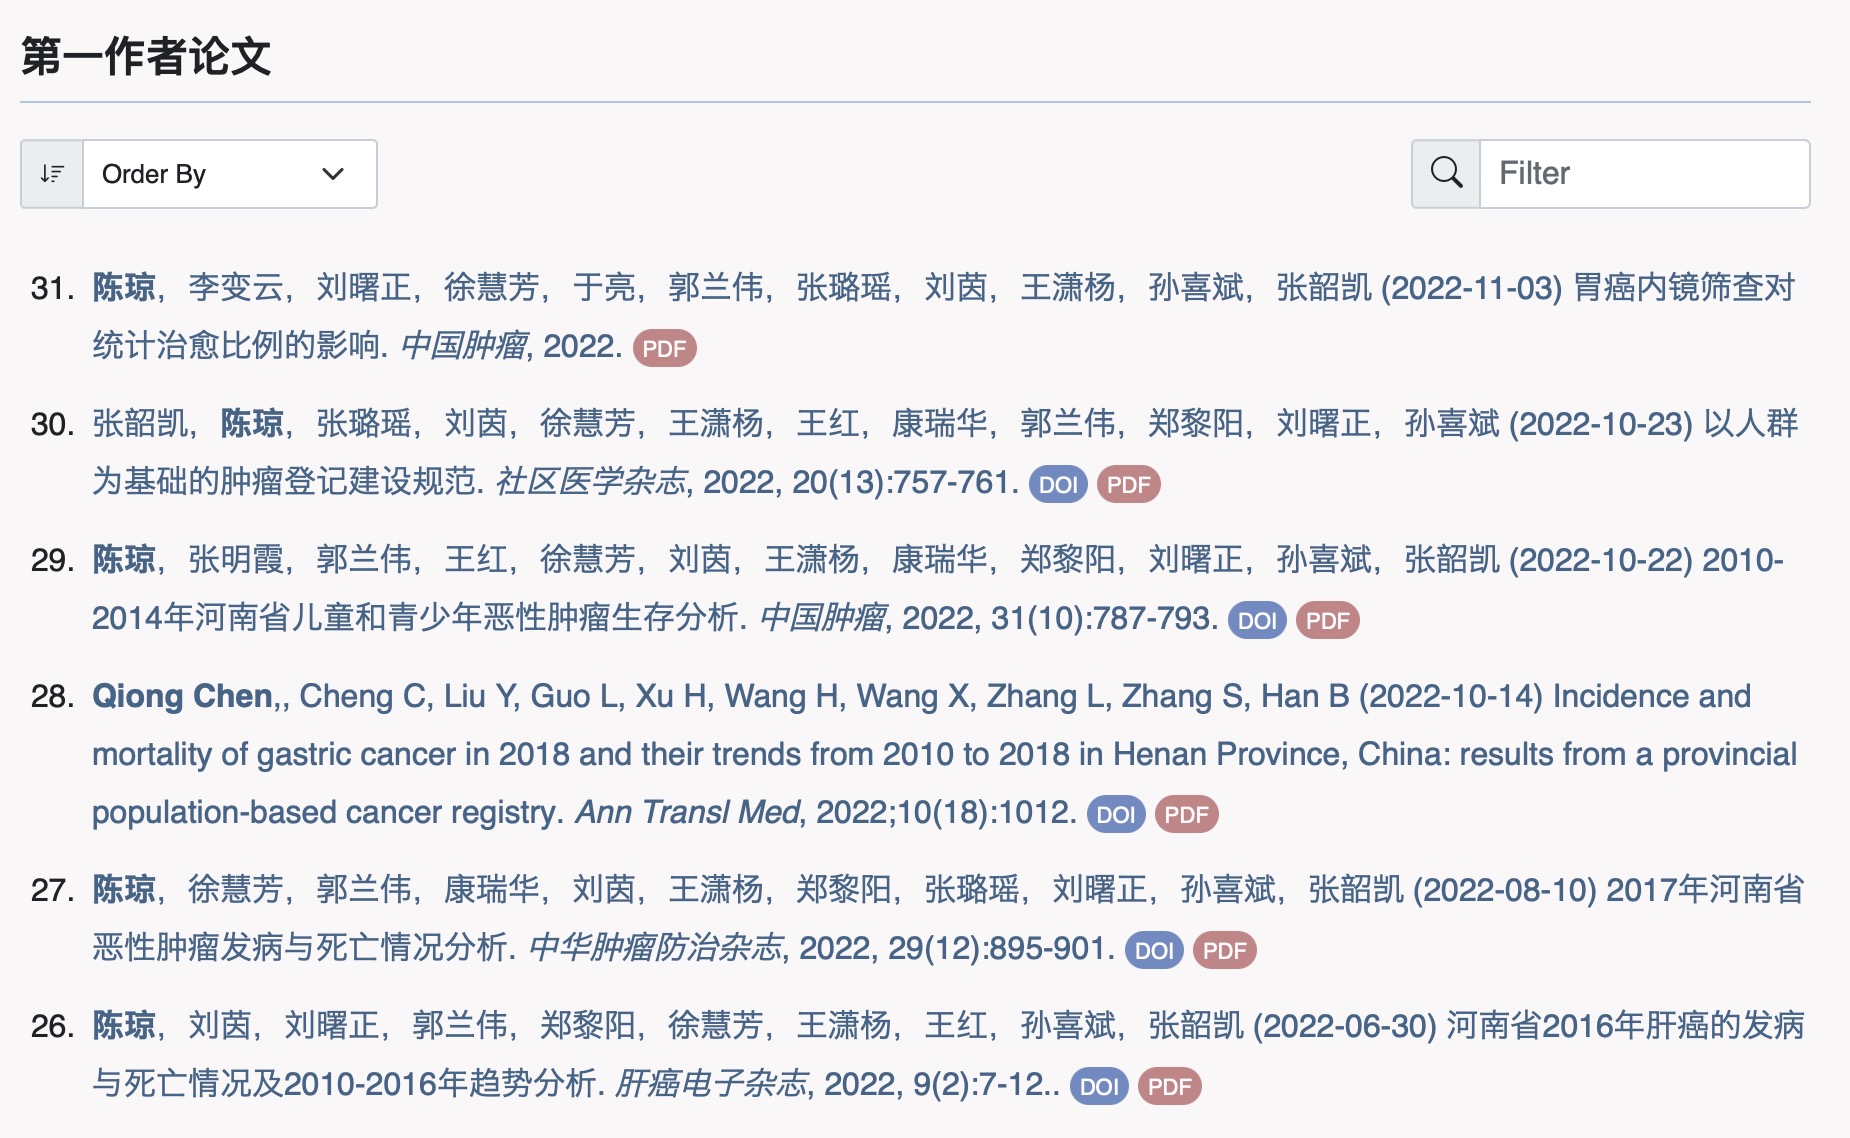 第一作者论文
Order By
Filter
31. 陈琼, 李变云, 刘曙正, 徐慧芳, 于亮, 郭兰伟, 张璐瑶, 刘茵, 王潇杨, 孙喜斌, 张韶凯 (2022-11-03) 胃癌内镜筛查对
统计治愈比例的影响. 中国肿瘤, 2022. PDF
30. 张韶凯, 陈琼, 张璐瑶, 刘茵, 徐慧芳, 王潇杨, 王红, 康瑞华, 郭兰伟, 郑黎阳, 刘曙正, 孙喜斌 (2022-10-23) 以人群
为基础的肿瘤登记建设规范. 社区医学杂志, 2022, 20(13):757-761. DOI PDF
29. 陈琼, 张明霞, 郭兰伟, 王红, 徐慧芳, 刘茵, 王潇杨, 康瑞华, 郑黎阳, 刘曙正, 孙喜斌, 张韶凯 (2022-10-22) 2010-
2014年河南省儿童和青少年恶性肿瘤生存分析. 中国肿瘤, 2022, 31(10):787-793. DOI PDF
28. Qiong Chen,, Cheng C, Liu Y, Guo L, Xu H, Wang H, Wang X, Zhang L, Zhang S, Han B (2022-10-14) Incidence and
mortality of gastric cancer in 2018 and their trends from 2010 to 2018 in Henan Province, China: results from a provincial
population-based cancer registry. Ann Transl Med, 2022;10(18):1012. DOI PDF
27. 陈琼, 徐慧芳, 郭兰伟, 康瑞华, 刘茵, 王潇杨, 郑黎阳, 张璐瑶, 刘曙正, 孙喜斌, 张韶凯 (2022-08-10) 2017年河南省
恶性肿瘤发病与死亡情况分析. 中华肿瘤防治杂志, 2022, 29(12):895-901. DOI PDF
26. 陈琼, 刘茵, 刘曙正, 郭兰伟, 郑黎阳, 徐慧芳, 王潇杨, 王红, 孙喜斌, 张韶凯 (2022-06-30) 河南省2016年肝癌的发病
与死亡情况及2010-2016年趋势分析. 肝癌电子杂志, 2022, 9(2):7-12.. DOI PDF